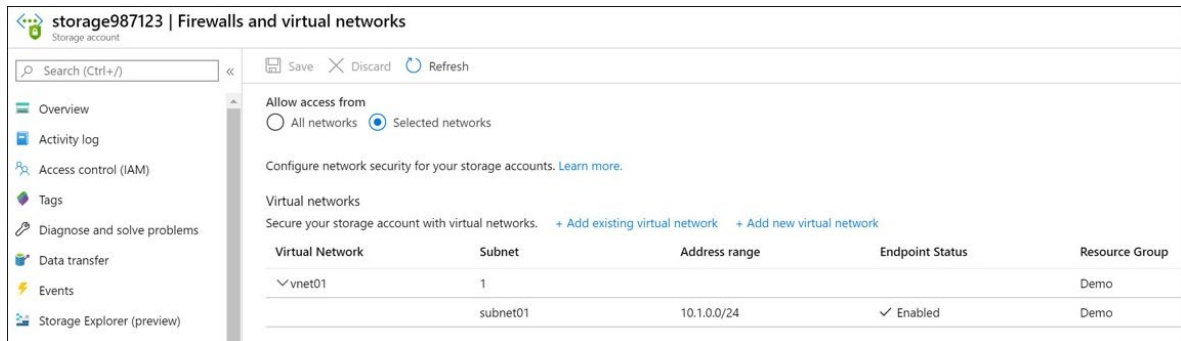 storage987123 | Firewalls and virtual networks
Storage account
Search (Ctrl+/)
«
Overview
Activity log
Access control (IAM)
Tags
Diagnose and solve problems
Data transfer
Events
Storage Explorer (preview)
Save Discard Refresh
Allow access from
All networks Selected networks
Configure network security for your storage accounts. Learn more.
Virtual networks
Secure your storage account with virtual networks. + Add existing virtual network + Add new virtual network
Virtual Network Subnet Address range Endpoint Status Resource Group
vnet01 1 Demo
subnet01 10.1.0.0/24 ✓ Enabled Demo